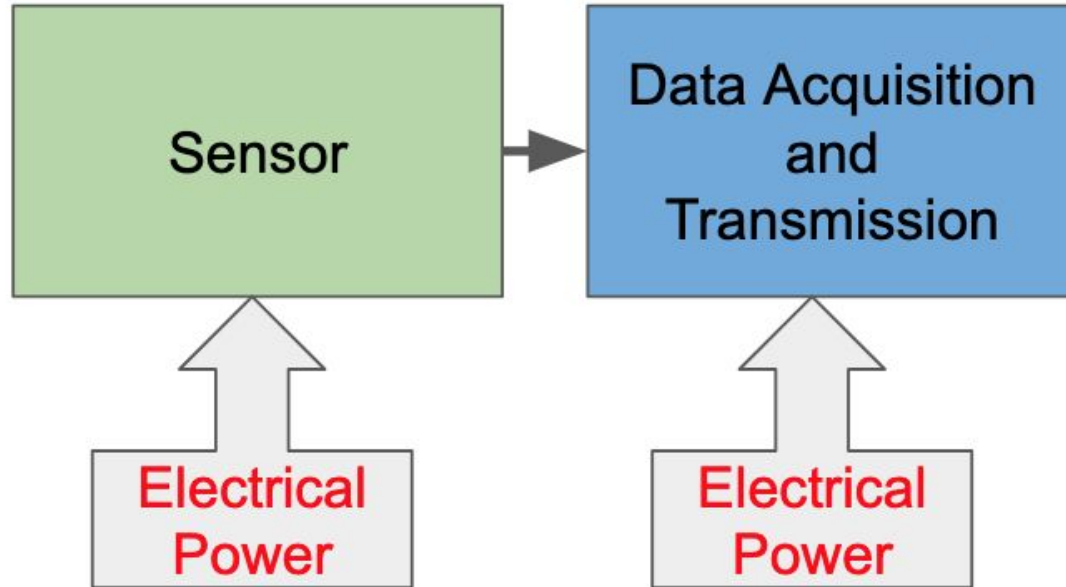 Sensor
Data Acquisition
and
Transmission
Electrical
Power
Electrical
Power